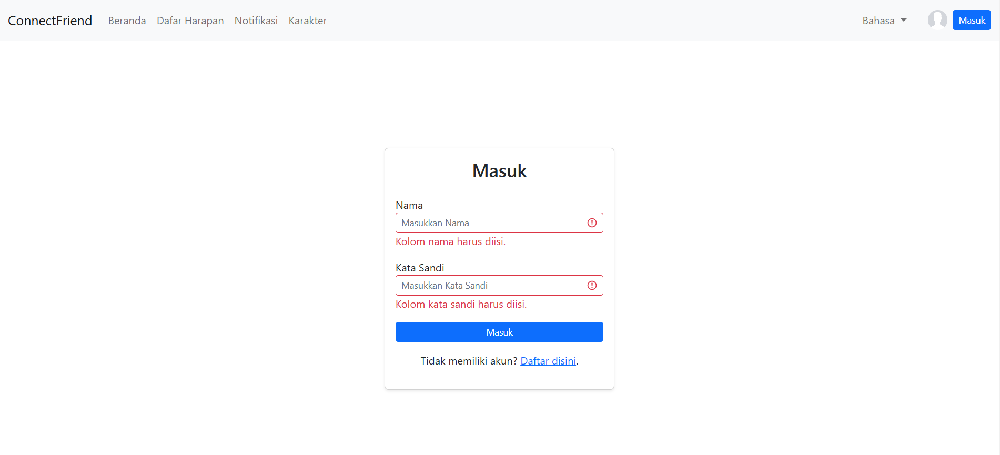 ConnectFriend Beranda Dafar Harapan Notifikasi Karakter Bahasa Masuk
Masuk
Nama
Masukkan Nama
Kolom nama harus diisi.
Kata Sandi
Masukkan Kata Sandi
Kolom kata sandi harus diisi.
Masuk
Tidak memiliki akun? Daftar disini.